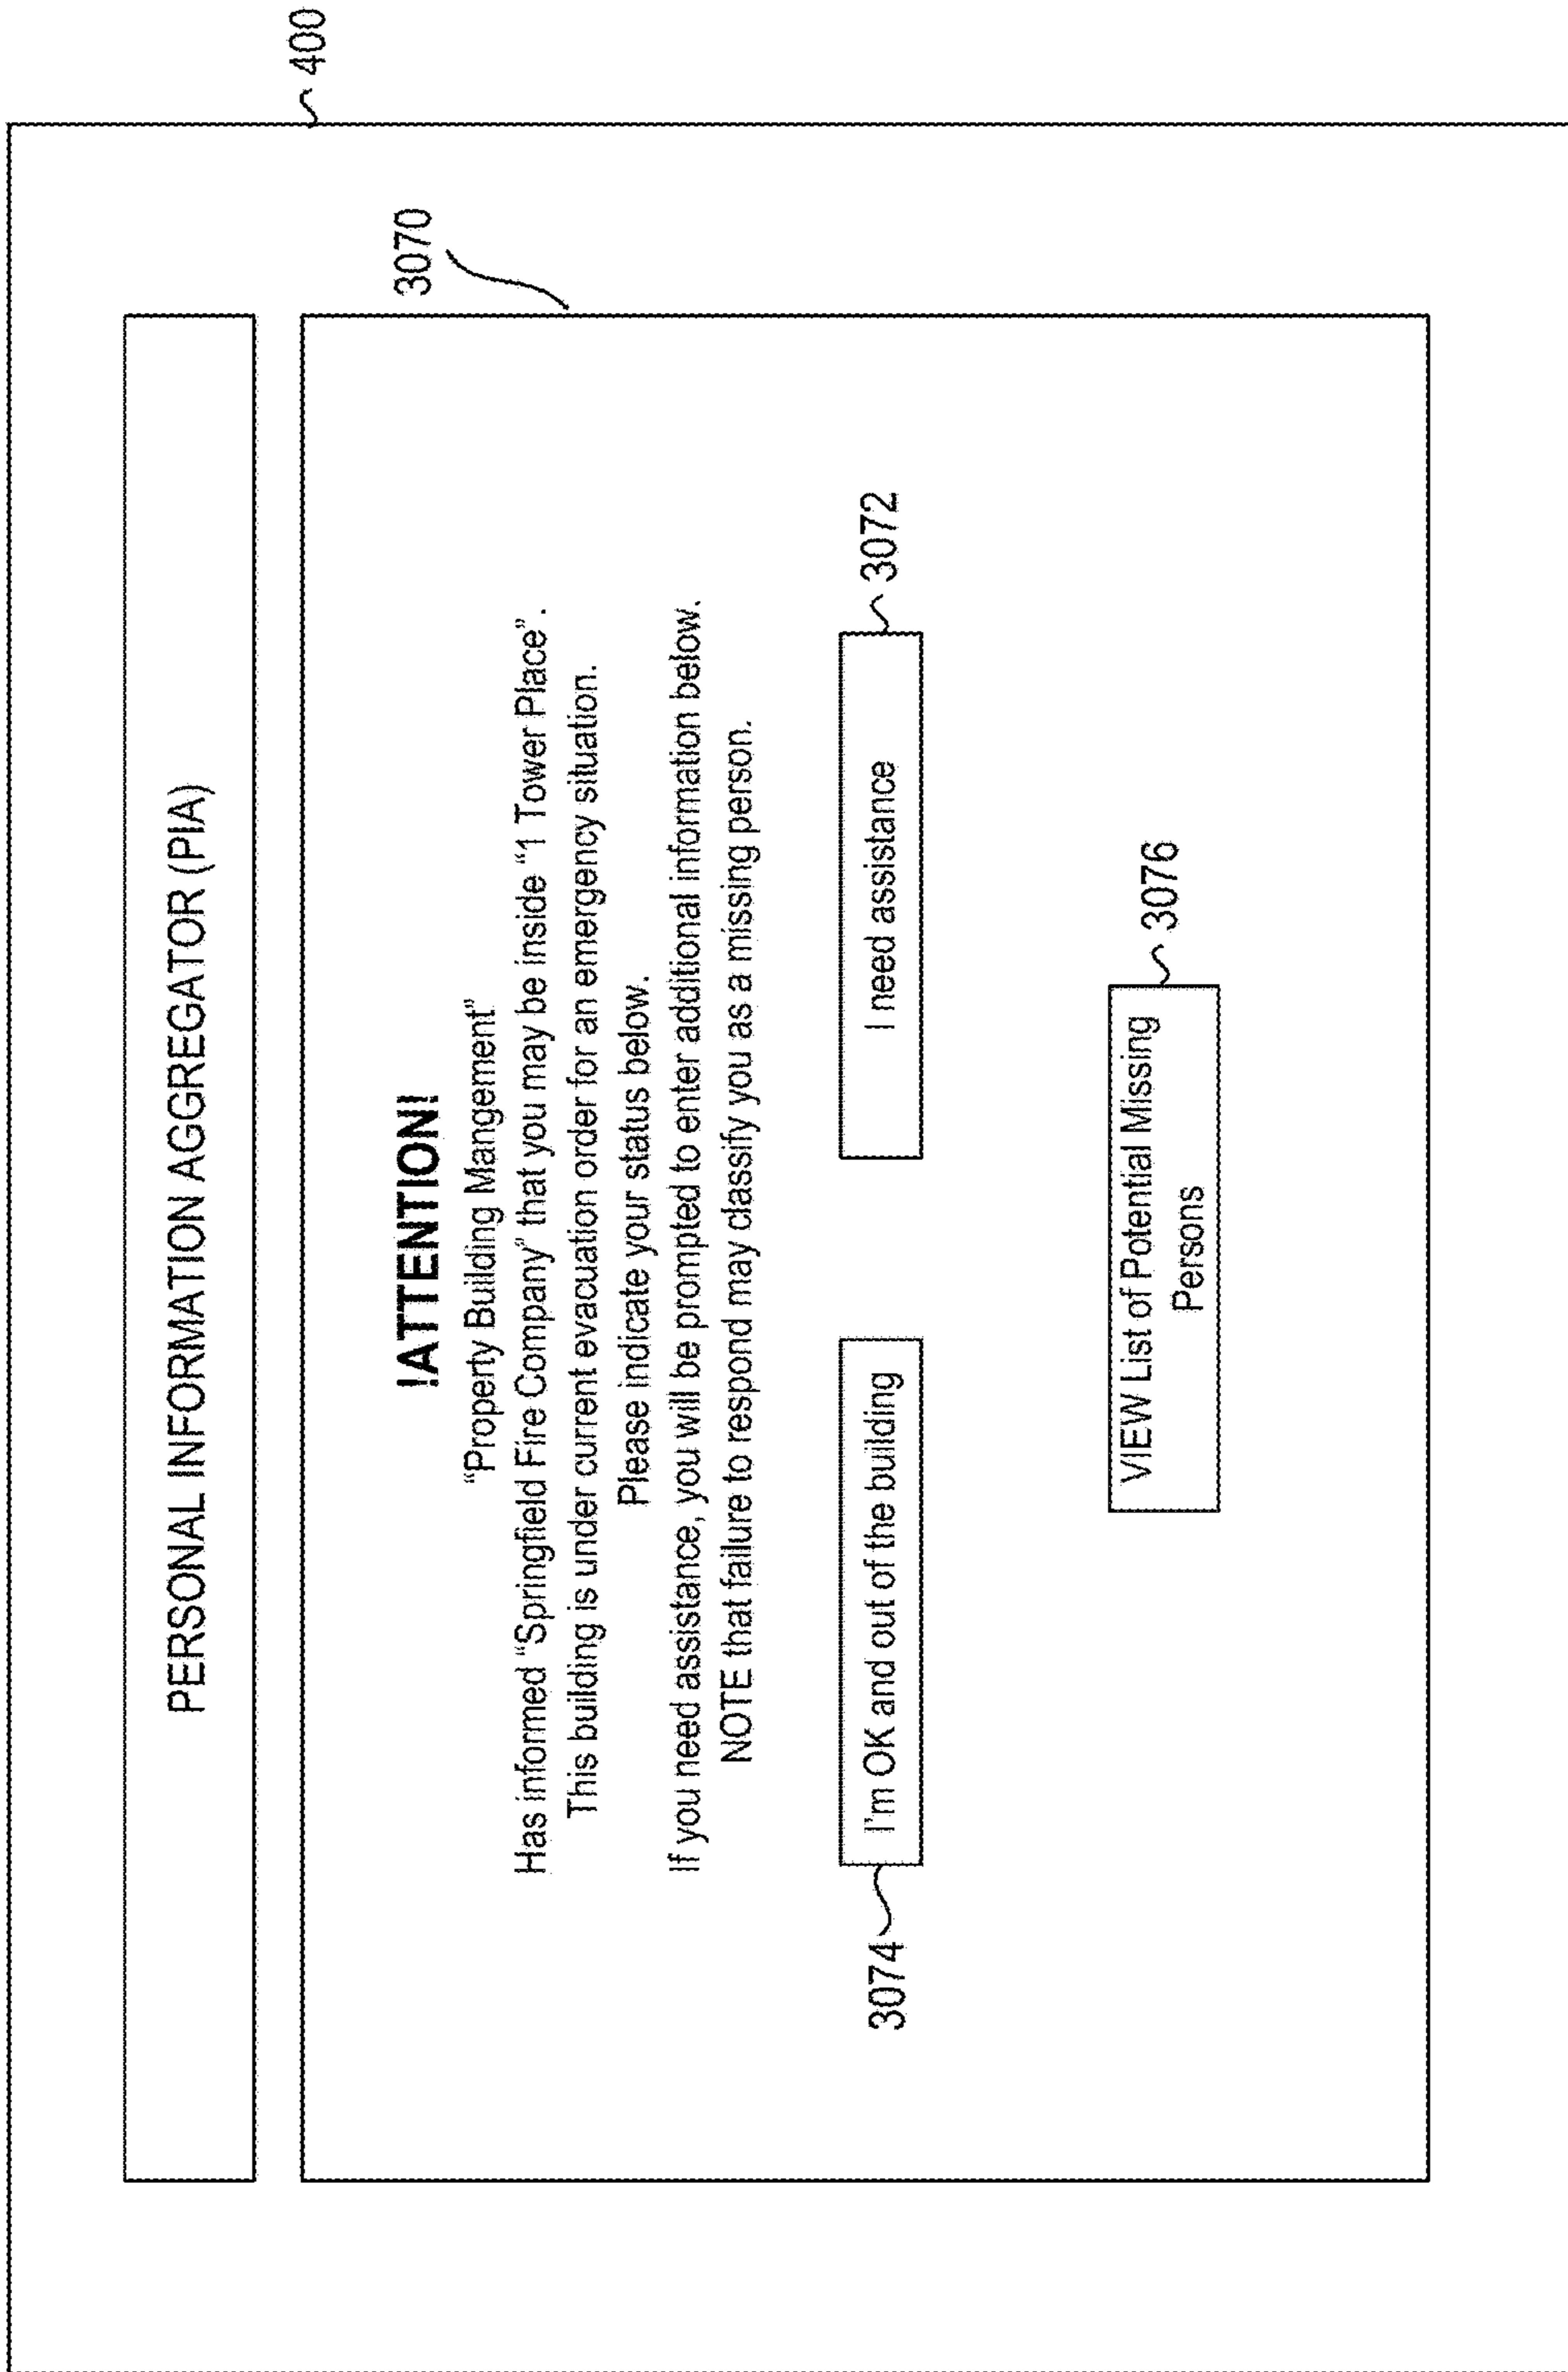 400
PERSONAL INFORMATION AGGREGATOR (PIA)
3070
!ATTENTION!
"Property Building Mangement"
Has informed "Springfield Fire Company" that you may be inside "1 Tower Place".
This building is under current evacuation order for an emergency situation.
Please indicate your status below.
If you need assistance, you will be prompted to enter additional information below.
NOTE that failure to respond may classify you as a missing person.
3074
I'm OK and out of the building
I need assistance
3072
VIEW List of Potential Missing
Persons
3076